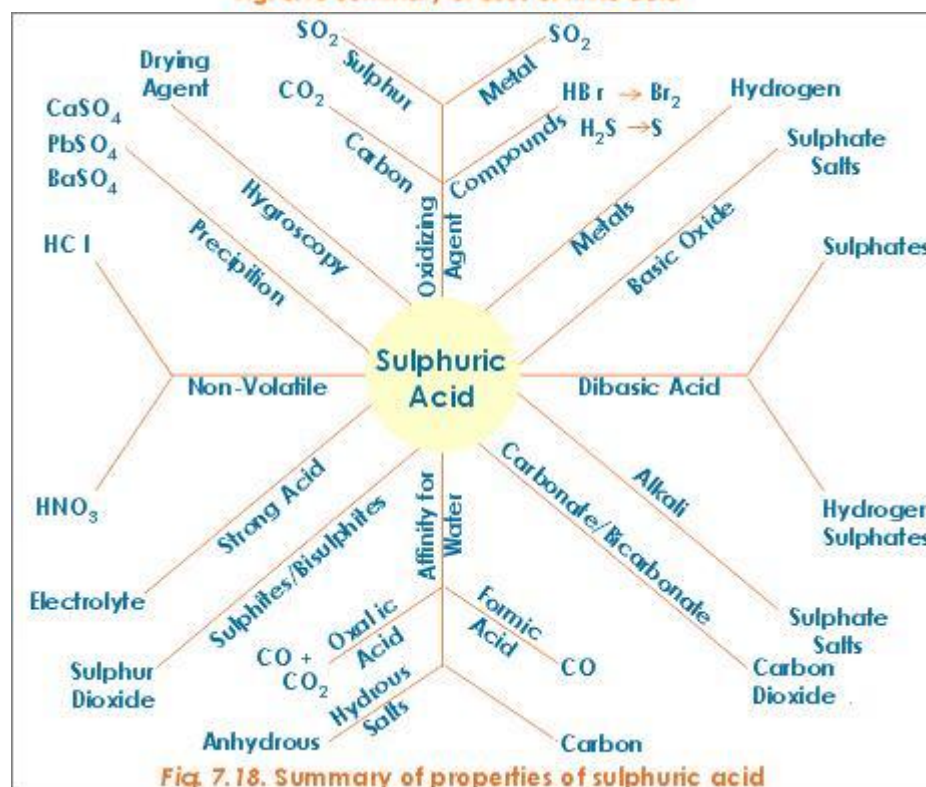 SO2
SO2
Sulphur
Metal
Drying
Agent
CO2
HBr → Br2
H2S → S
Hydrogen
CaSO4
PbSO4
BaSO4
Carbon
Compounds
Sulphate
Salts
Hygroscopy
Precipition
Oxidizing
Agent
Metals
Basic Oxide
HCl
Sulphates
Sulphuric
Acid
Non-Volatile
Dibasic Acid
HNO3
Strong Acid
Sulphites/Bisulphites
Affinity for
Water
Carbonate/Bicarbonate
Alkali
Hydrogen
Sulphates
Electrolyte
Oxalic
Acid
Formic
Acid
Sulphate
Salts
CO +
CO2
CO
Sulphur
Dioxide
Carbon
Dioxide
Hydrous
Salts
Anhydrous
Carbon
Fig. 7.18. Summary of properties of sulphuric acid